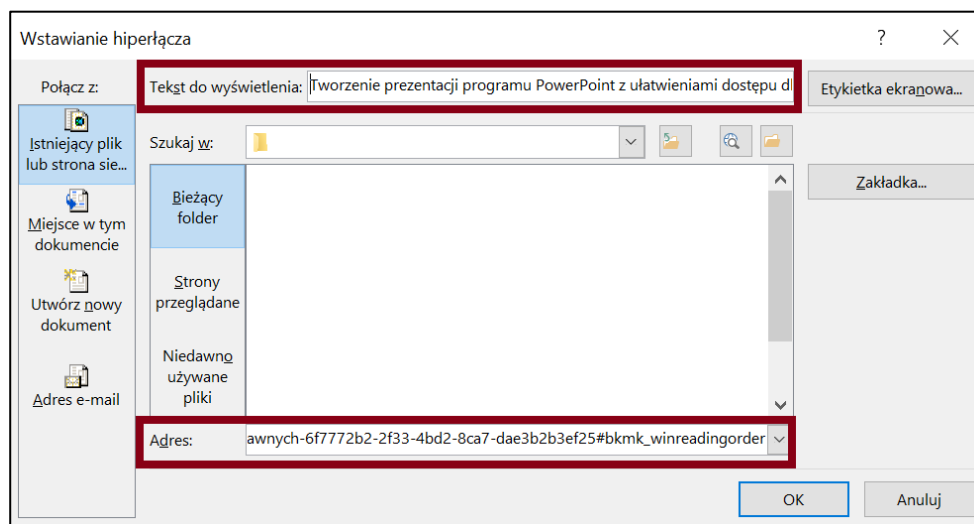 Wstawianie hiperłącza
?
Połącz z:
Tekst do wyświetlenia:
Tworzenie prezentacji programu PowerPoint z ułatwieniami dostępu dl
Etykietka ekranowa...
Istniejący plik
lub strona sie...
Szukaj w:
Miejsce w tym
dokumencie
Utwórz nowy
dokument
Adres e-mail
Bieżący
folder
Strony
przeglądane
Niedawno
używane
pliki
Zakładka...
Adres:
awnych-6f7772b2-2f33-4bd2-8ca7-dae3b2b3ef25#bkmk_winreadingorder
OK
Anuluj